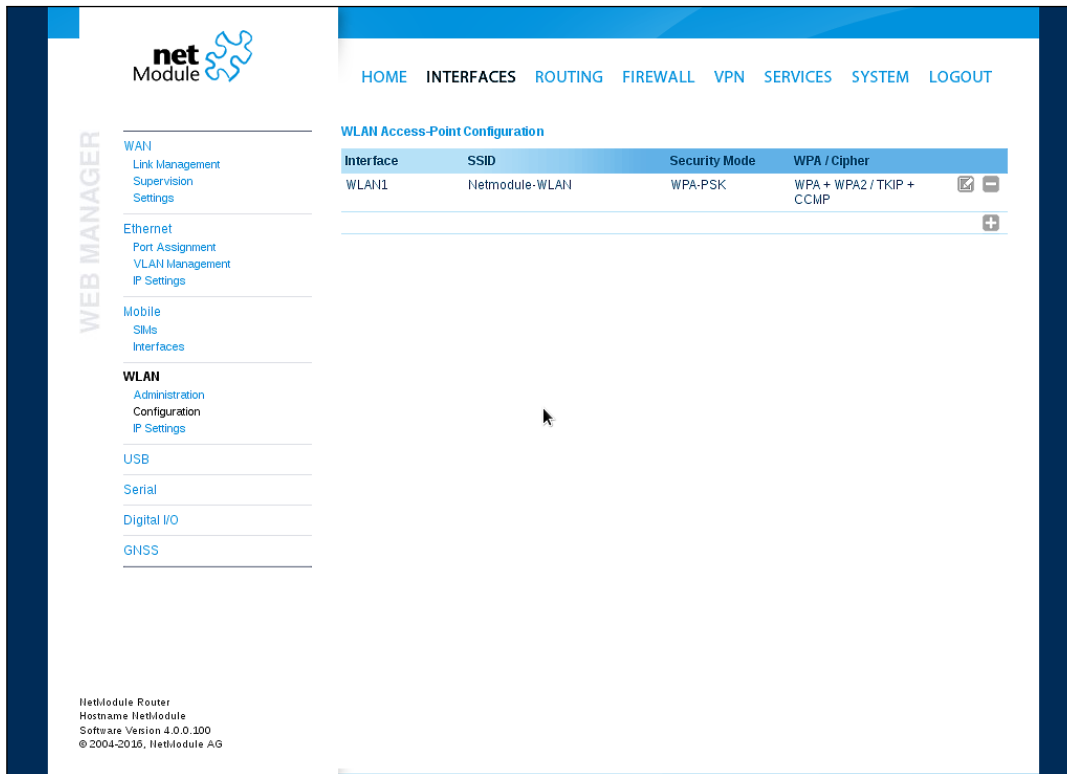 net
Module
HOME INTERFACES ROUTING FIREWALL VPN SERVICES SYSTEM LOGOUT
WEB MANAGER
WAN
Link Management
Supervision
Settings
Ethernet
Port Assignment
VLAN Management
IP Settings
Mobile
SIMs
Interfaces
WLAN
Administration
Configuration
IP Settings
USB
Serial
Digital I/O
GNSS
WLAN Access-Point Configuration
Interface SSID Security Mode WPA / Cipher
WLAN1 Netmodule-WLAN WPA-PSK WPA + WPA2 / TKIP +
CCMP
NetModule Router
Hostname NetModule
Software Version 4.0.0.100
© 2004-2016, NetModule AG